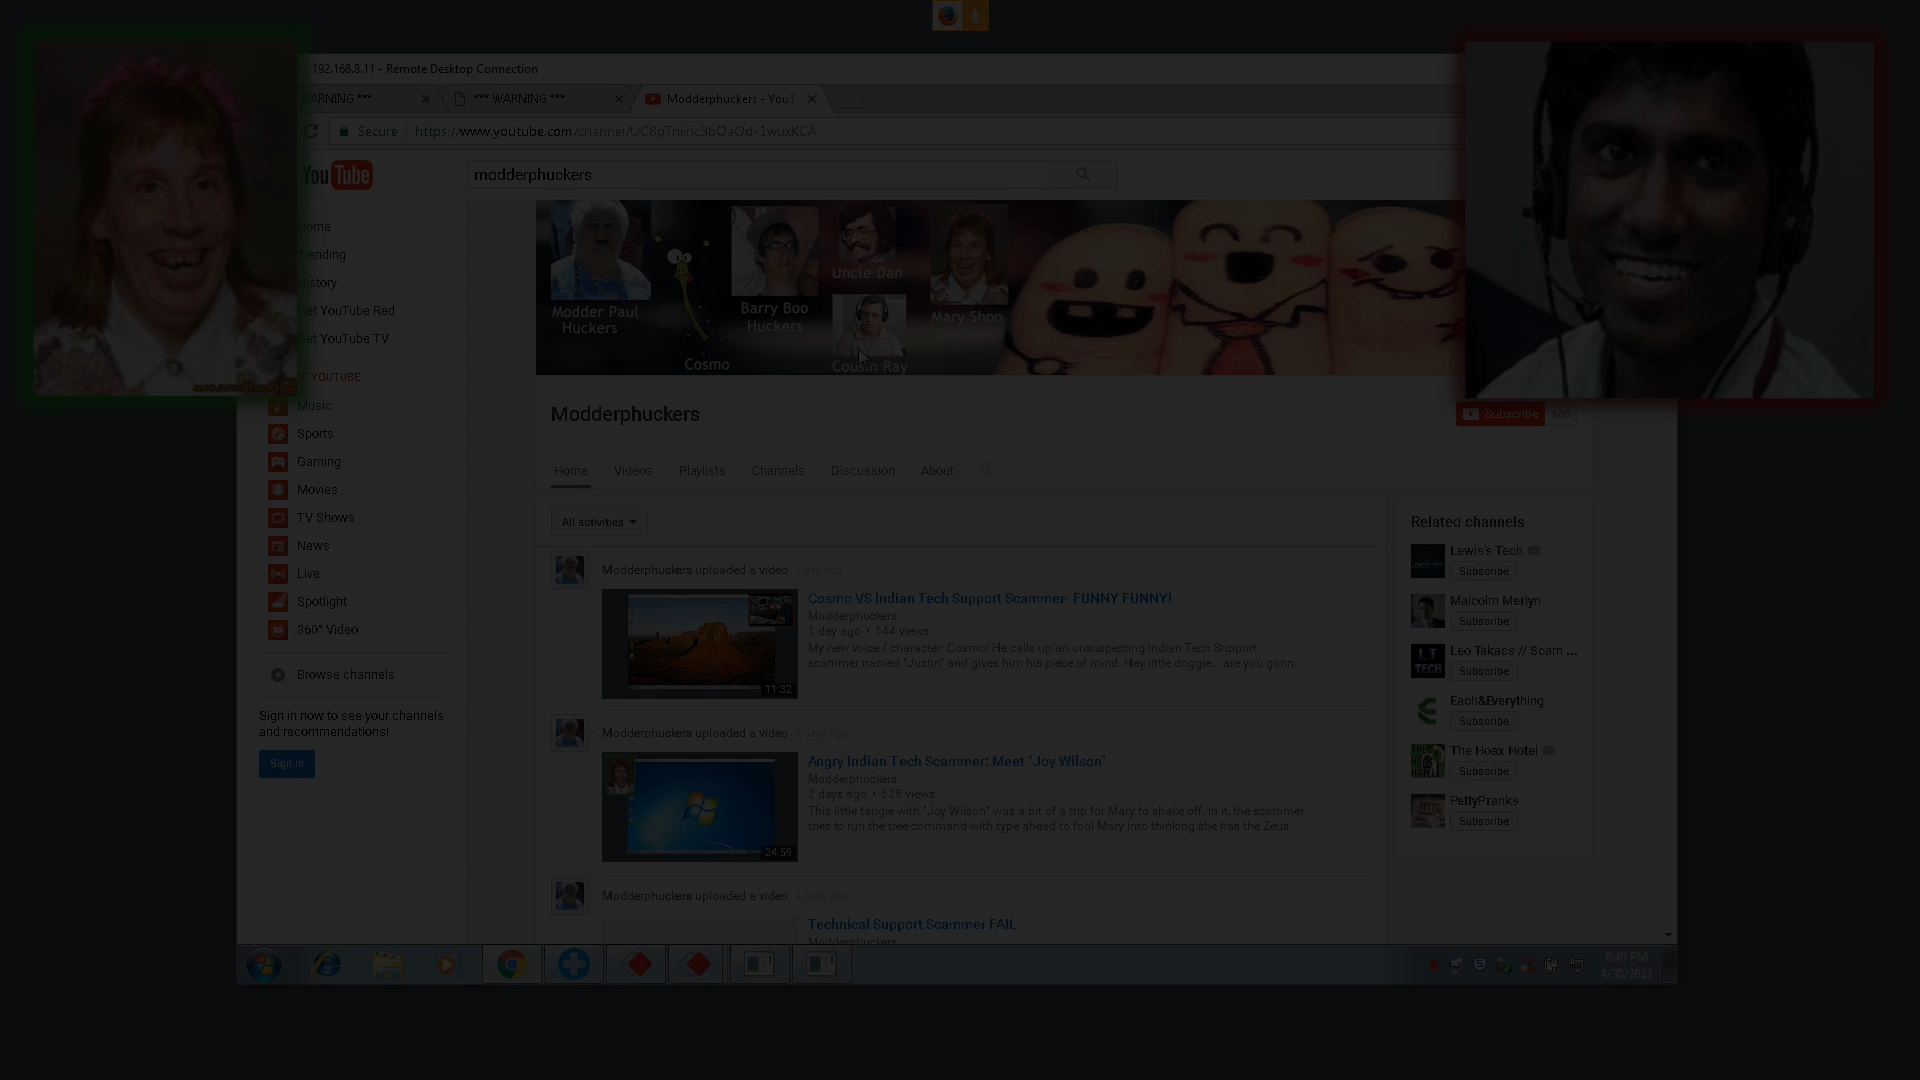 - 192.168.8.11 - Remote Desktop Connection
WARNING ***
*** WARNING ***
Modderphuckers - YouT
Secure
https://www.youtube.com/channel/
YouTube
modderphuckers
Home
Trending
History
Get YouTube Red
Get YouTube TV
YOUTUBE
Music
Sports
Gaming
Movies
TV Shows
News
Live
Spotlight
360° Video
Browse channels
Sign in now to see your channels
and recommendations!
Sign in
Modder Paul
Huckers
Cosmo
Barry Boo
Huckers
Uncle Dan
Cousin Ray
Mary Shoo
Huckers
Modderphuckers
Subscribe
680
Home
Videos
Playlists
Channels
Discussion
About
All activities
Modderphuckers uploaded a video 1 day ago
Cosmo VS Indian Tech Support Scammer- FUNNY FUNNY!
Modderphuckers
1 day ago • 144 views
My new voice / character: Cosmo! He calls up an unsuspecting Indian Tech Support
scammer named "Justin" and gives him his piece of mind. Hey little doggie... are you gonn...
11:32
Modderphuckers uploaded a video 2 days ago
Angry Indian Tech Scammer: Meet "Joy Wilson"
Modderphuckers
2 days ago • 628 views
This little tangle with "Joy Wilson" was a bit of a trip for Mary to shake off. In it, the scammer
tries to run the tree command with type ahead to fool Mary into thinking she has the Zeus
24:59
Modderphuckers uploaded a video days ago
Technical Support Scammer FAIL
Modderphuckers
Related channels
Lewis's Tech
Subscribe
Malcolm Merlyn
Subscribe
LT
TECH
Leo Takacs // Scam ...
Subscribe
Each&Everything
Subscribe
The Hoax Hotel
Subscribe
PettyPranks
Subscribe
8:40 PM
4/30/2017